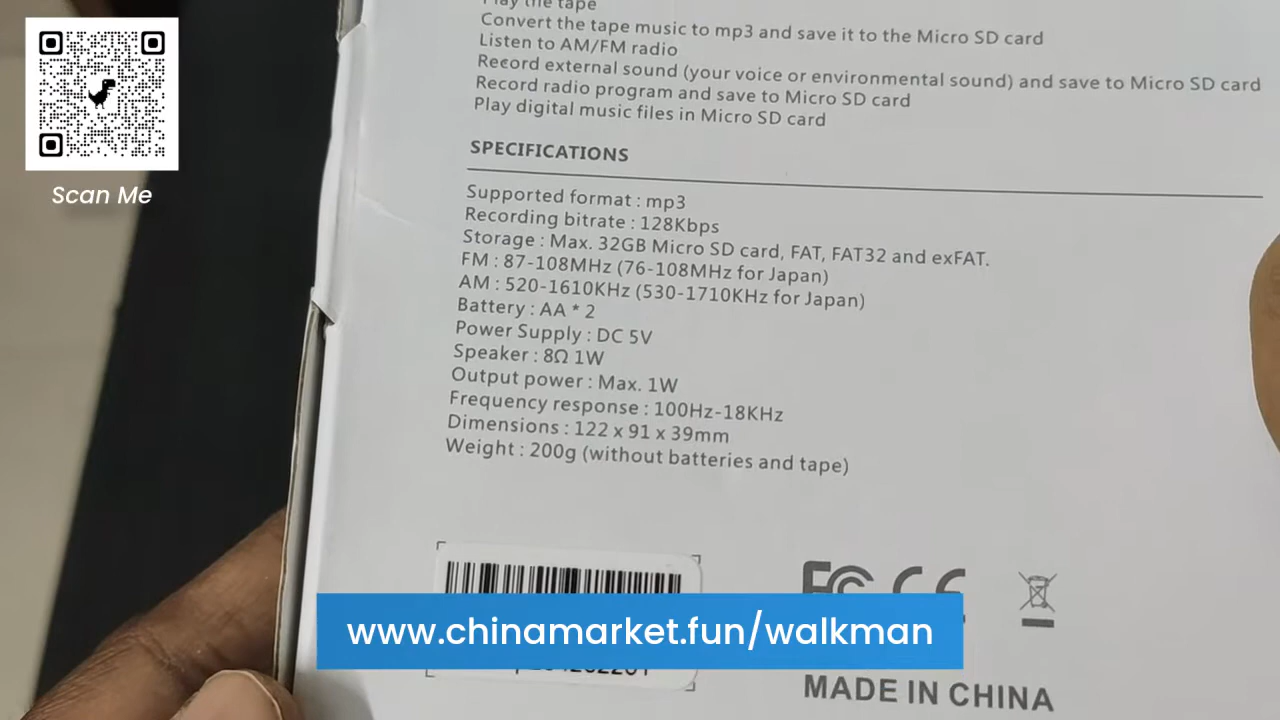 Scan Me
Play the tape
Convert the tape music to mp3 and save it to the Micro SD card
Listen to AM/FM radio
Record external sound (your voice or environmental sound) and save to Micro SD card
Record radio program and save to Micro SD card
Play digital music files in Micro SD card
SPECIFICATIONS
Supported format : mp3
Recording bitrate : 128Kbps
Storage : Max. 32GB Micro SD card, FAT, FAT32 and exFAT.
FM : 87-108MHz (76-108MHz for Japan)
AM : 520-1610KHz (530-1710KHz for Japan)
Battery : AA * 2
Power Supply : DC 5V
Speaker : 8Ω 1W
Output power : Max. 1W
Frequency response : 100Hz-18KHz
Dimensions : 122 x 91 x 39mm
Weight : 200g (without batteries and tape)
FC CE
www.chinamarket.fun/walkman
MADE IN CHINA